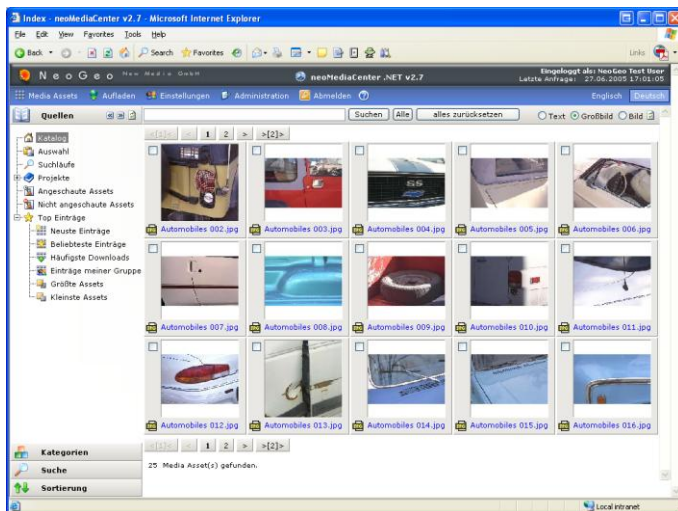 Index - neoMediaCenter v2.7 - Microsoft Internet Explorer
File Edit View Favorites Tools Help
Back Search Favorites Links
NeoGeo New Media GmbH neoMediaCenter .NET v2.7 Eingeloggt als: NeoGeo Test User
Letzte Anfrage: 27.06.2005 17:01:05
Media Assets Aufladen Einstellungen Administration Abmelden Englisch Deutsch
Quellen Suchen Alle alles zurücksetzen Text Großbild Bild
<[1]< < 1 2 > >[2]>
Katalog
Auswahl
Suchläufe
Projekte
Angeschaute Assets
Nicht angeschaute Assets
Top Einträge
Neuste Einträge
Beliebteste Einträge
Häufigste Downloads
Einträge meiner Gruppe
Größte Assets
Kleinste Assets
Automobiles 002.jpg Automobiles 003.jpg Automobiles 004.jpg Automobiles 005.jpg Automobiles 006.jpg
Automobiles 007.jpg Automobiles 008.jpg Automobiles 009.jpg Automobiles 010.jpg Automobiles 011.jpg
Automobiles 012.jpg Automobiles 013.jpg Automobiles 014.jpg Automobiles 015.jpg Automobiles 016.jpg
<[1]< < 1 2 > >[2]>
25 Media Asset(s) gefunden.
Kategorien
Suche
Sortierung
Local intranet